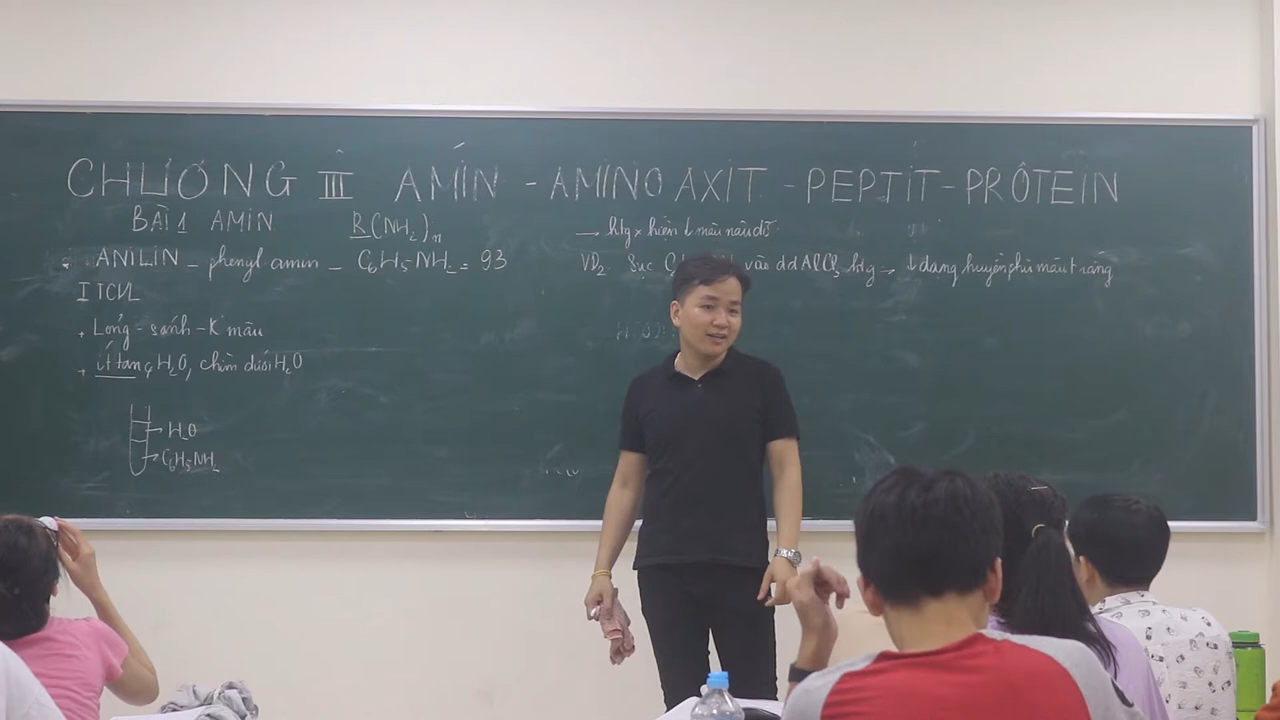 CHƯƠNG III AMIN - AMINO AXIT - PEPTIT - PRÔTEIN
BÀI 1 AMIN R(NH₂)n
ANILIN - phenyl amin - C₆H₅NH₂ = 93
I TCVL
+ Lỏng - sánh - K màu
+ ít tan H₂O, chìm dưới H₂O
H₂O
C₆H₅NH₂
→ htg x hiện ↓ màu nâu đỏ
VD₂ Sục vào dd AlCl₃ htg → ↓ dạng huyền phù màu trắng